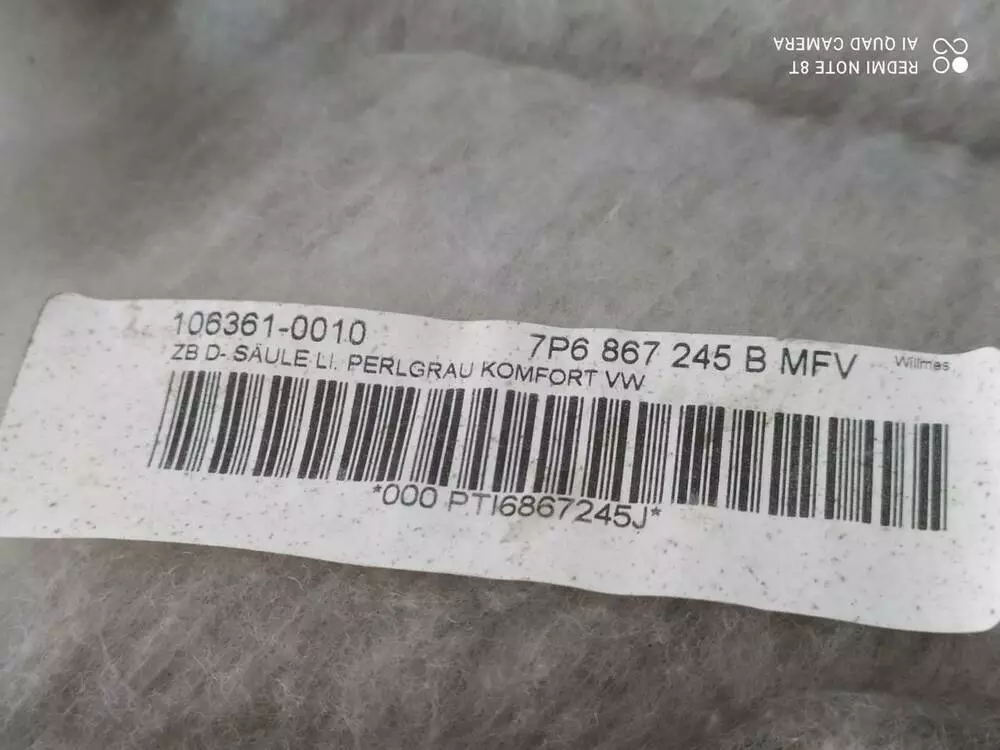 REDMI NOTE 8T
AI QUAD CAMERA
106361-0010 7P6 867 245 B MFV Willmes
ZB D- SÄULE LI. PERLGRAU KOMFORT VW
*000 PTI6867245J*